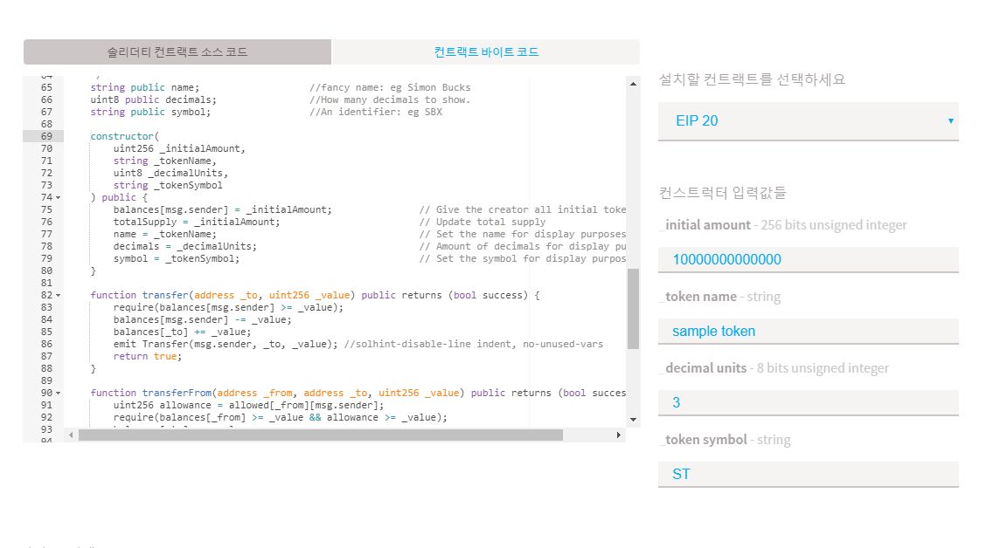 솔리더티 컨트랙트 소스 코드
컨트랙트 바이트 코드
65 string public name; //fancy name: eg Simon Bucks
66 uint8 public decimals; //How many decimals to show.
67 string public symbol; //An identifier: eg SBX
68
69 constructor(
70 uint256 _initialAmount,
71 string _tokenName,
72 uint8 _decimalUnits,
73 string _tokenSymbol
74 ) public {
75 balances[msg.sender] = _initialAmount; // Give the creator all initial toke
76 totalSupply = _initialAmount; // Update total supply
77 name = _tokenName; // Set the name for display purposes
78 decimals = _decimalUnits; // Amount of decimals for display pu
79 symbol = _tokenSymbol; // Set the symbol for display purpos
80 }
81
82 function transfer(address _to, uint256 _value) public returns (bool success) {
83 require(balances[msg.sender] >= _value);
84 balances[msg.sender] -= _value;
85 balances[_to] += _value;
86 emit Transfer(msg.sender, _to, _value); //solhint-disable-line indent, no-unused-vars
87 return true;
88 }
89
90 function transferFrom(address _from, address _to, uint256 _value) public returns (bool succes
91 uint256 allowance = allowed[_from][msg.sender];
92 require(balances[_from] >= _value && allowance >= _value);
93
설치할 컨트랙트를 선택하세요
EIP 20
컨스트럭터 입력값들
_initial amount - 256 bits unsigned integer
10000000000000
_token name - string
sample token
_decimal units - 8 bits unsigned integer
3
_token symbol - string
ST